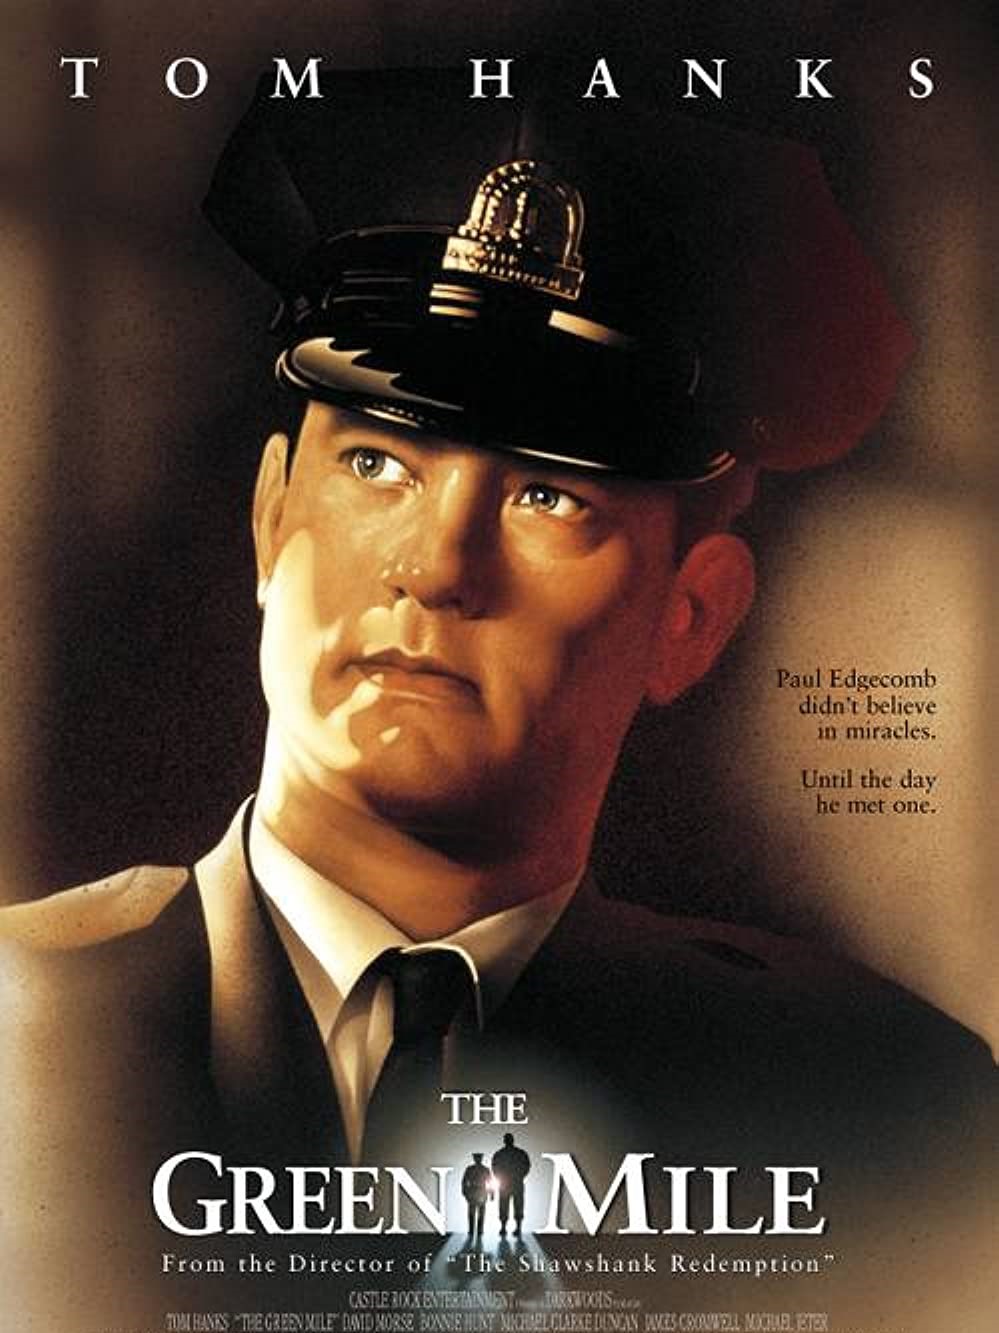 TOM HANKS
Paul Edgecomb
didn't believe
in miracles.
Until the day
he met one.
THE
GREEN MILE
From the Director of "The Shawshank Redemption"
CASTLE ROCK ENTERTAINMENT DARKWOODS
TOM HANKS "THE GREEN MILE" DAVID MORSE BONNIE HUNT MICHAEL CLARKE DUNCAN JAMES CROMWELL MICHAEL JETER